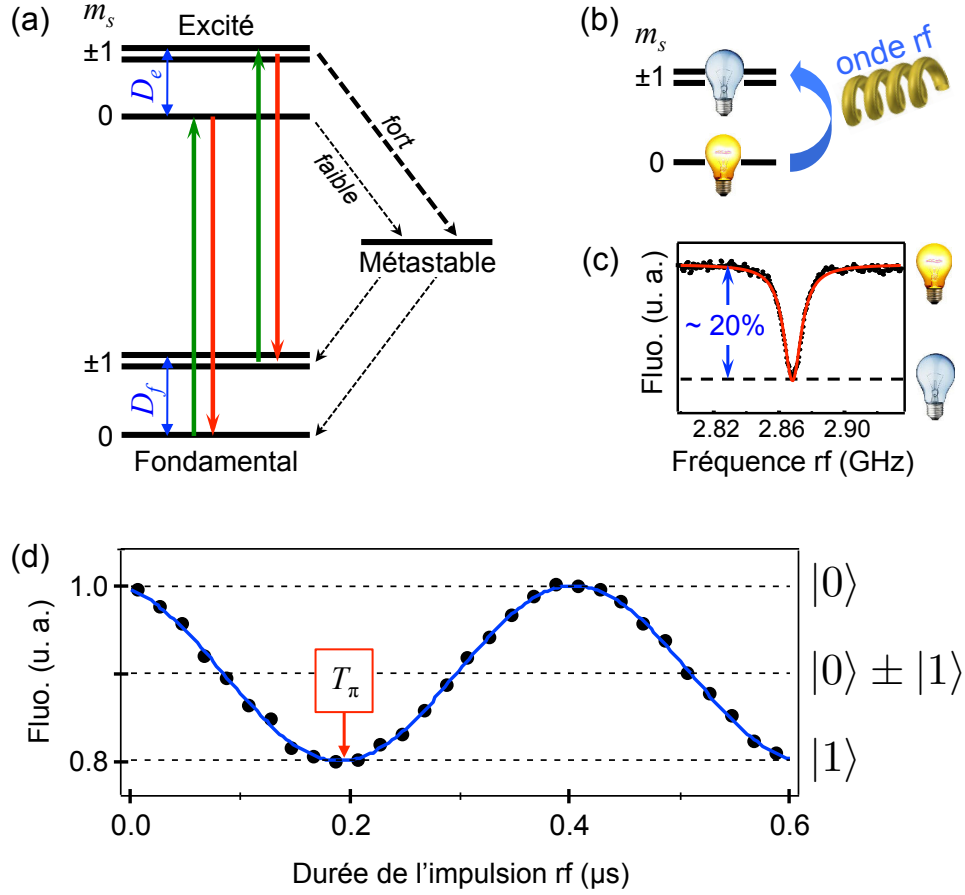 (a)
m_s
Excité
±1
D_e
0
fort
faible
Métastable
±1
D_f
0
Fondamental
(b)
m_s
±1
onde rf
0
(c)
Fluo. (u. a.)
~ 20%
2.82 2.86 2.90
Fréquence rf (GHz)
(d)
Fluo. (u. a.)
1.0
0.8
T_π
|0⟩
|0⟩ ± |1⟩
|1⟩
0.0 0.2 0.4 0.6
Durée de l'impulsion rf (μs)